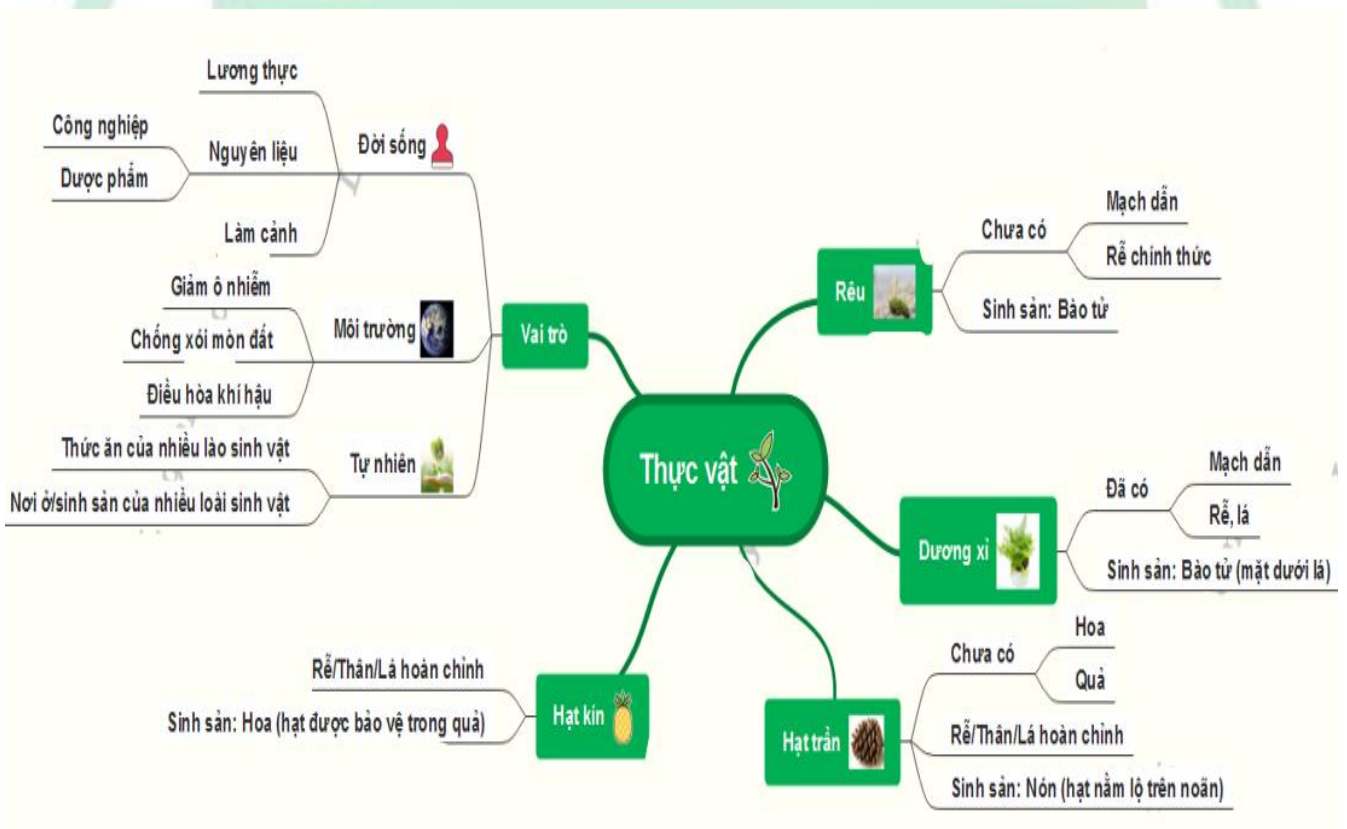 Thực vật
Vai trò
Đời sống
Lương thực
Nguyên liệu
Công nghiệp
Dược phẩm
Làm cảnh
Môi trường
Giảm ô nhiễm
Chống xói mòn đất
Điều hòa khí hậu
Tự nhiên
Thức ăn của nhiều lào sinh vật
Nơi ở/sinh sản của nhiều loài sinh vật
Rêu
Chưa có
Mạch dẫn
Rễ chính thức
Sinh sản: Bào tử
Dương xỉ
Đã có
Mạch dẫn
Rễ, lá
Sinh sản: Bào tử (mặt dưới lá)
Hạt trần
Chưa có
Hoa
Quả
Rễ/Thân/Lá hoàn chỉnh
Sinh sản: Nón (hạt nằm lộ trên noãn)
Hạt kín
Rễ/Thân/Lá hoàn chỉnh
Sinh sản: Hoa (hạt được bảo vệ trong quả)